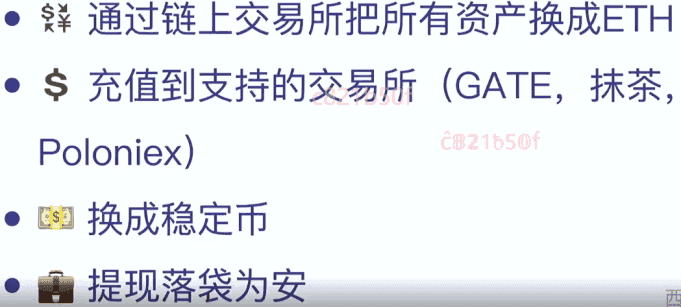 • 💱 通过链上交易所把所有资产换成ETH
• 💲 充值到支持的交易所（GATE，抹茶，
Poloniex）
• 💵 换成稳定币
• 💼 提现落袋为安
西